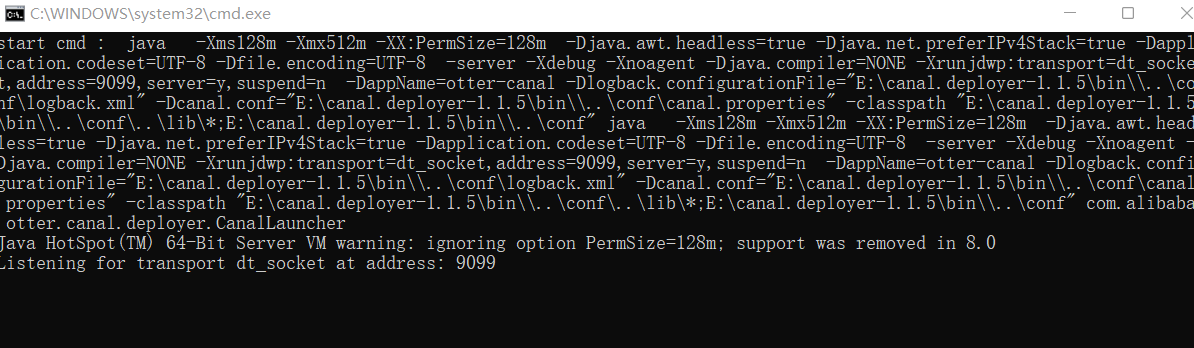 C:\WINDOWS\system32\cmd.exe
start cmd :  java   -Xms128m -Xmx512m -XX:PermSize=128m  -Djava.awt.headless=true -Djava.net.preferIPv4Stack=true -Dappl
ication.codeset=UTF-8 -Dfile.encoding=UTF-8  -server -Xdebug -Xnoagent -Djava.compiler=NONE -Xrunjdwp:transport=dt_socke
t,address=9099,server=y,suspend=n  -DappName=otter-canal -Dlogback.configurationFile="E:\canal.deployer-1.1.5\bin\\..\co
nf\logback.xml" -Dcanal.conf="E:\canal.deployer-1.1.5\bin\\..\conf\canal.properties" -classpath "E:\canal.deployer-1.1.5
\bin\\..\conf\..\lib\*;E:\canal.deployer-1.1.5\bin\\..\conf" java   -Xms128m -Xmx512m -XX:PermSize=128m  -Djava.awt.head
less=true -Djava.net.preferIPv4Stack=true -Dapplication.codeset=UTF-8 -Dfile.encoding=UTF-8  -server -Xdebug -Xnoagent -
Djava.compiler=NONE -Xrunjdwp:transport=dt_socket,address=9099,server=y,suspend=n  -DappName=otter-canal -Dlogback.confi
gurationFile="E:\canal.deployer-1.1.5\bin\\..\conf\logback.xml" -Dcanal.conf="E:\canal.deployer-1.1.5\bin\\..\conf\canal
.properties" -classpath "E:\canal.deployer-1.1.5\bin\\..\conf\..\lib\*;E:\canal.deployer-1.1.5\bin\\..\conf" com.alibaba
.otter.canal.deployer.CanalLauncher
Java HotSpot(TM) 64-Bit Server VM warning: ignoring option PermSize=128m; support was removed in 8.0
Listening for transport dt_socket at address: 9099